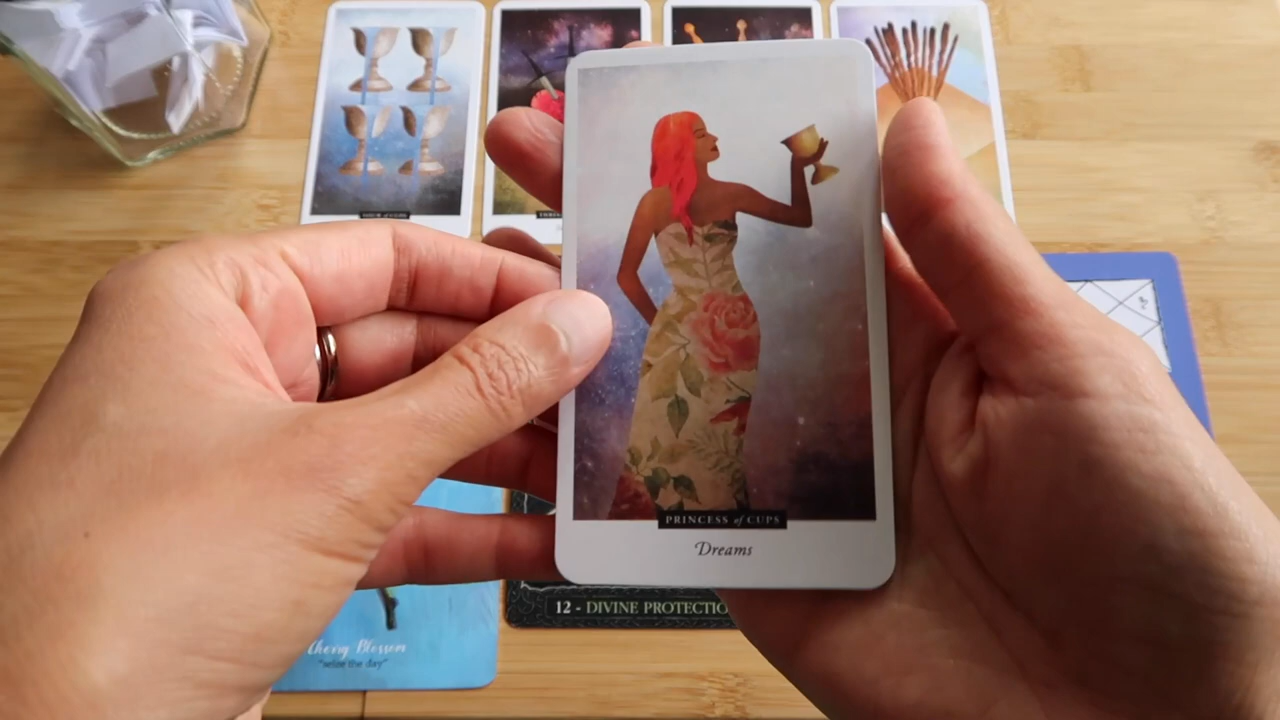 PRINCESS of CUPS
Dreams
12 - DIVINE PROTECTIO
Cherry Blossom
"seize the day"